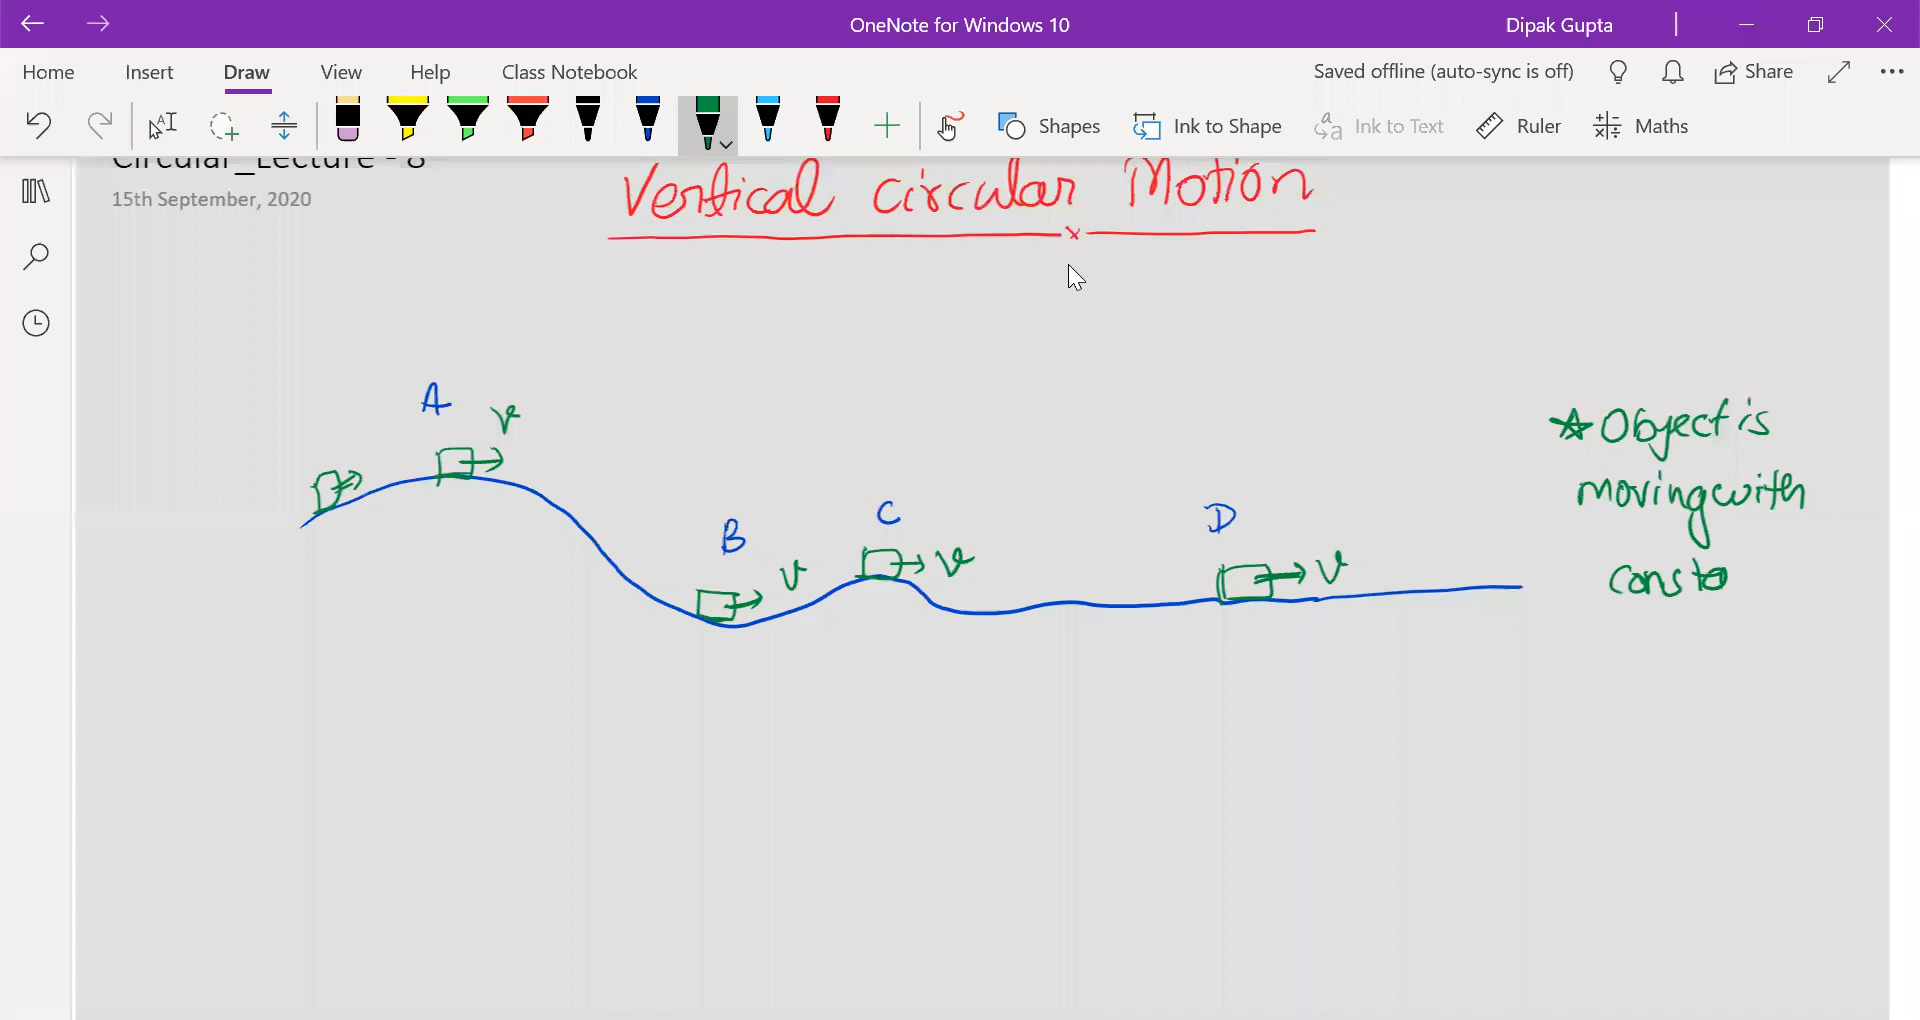 OneNote for Windows 10
Dipak Gupta
Home Insert Draw View Help Class Notebook
Saved offline (auto-sync is off) Share
Shapes Ink to Shape Ink to Text Ruler Maths
Circular_Lecture - 8
15th September, 2020
Vertical Circular Motion
A
v
B
v
C
v
D
v
Object is
moving with
const